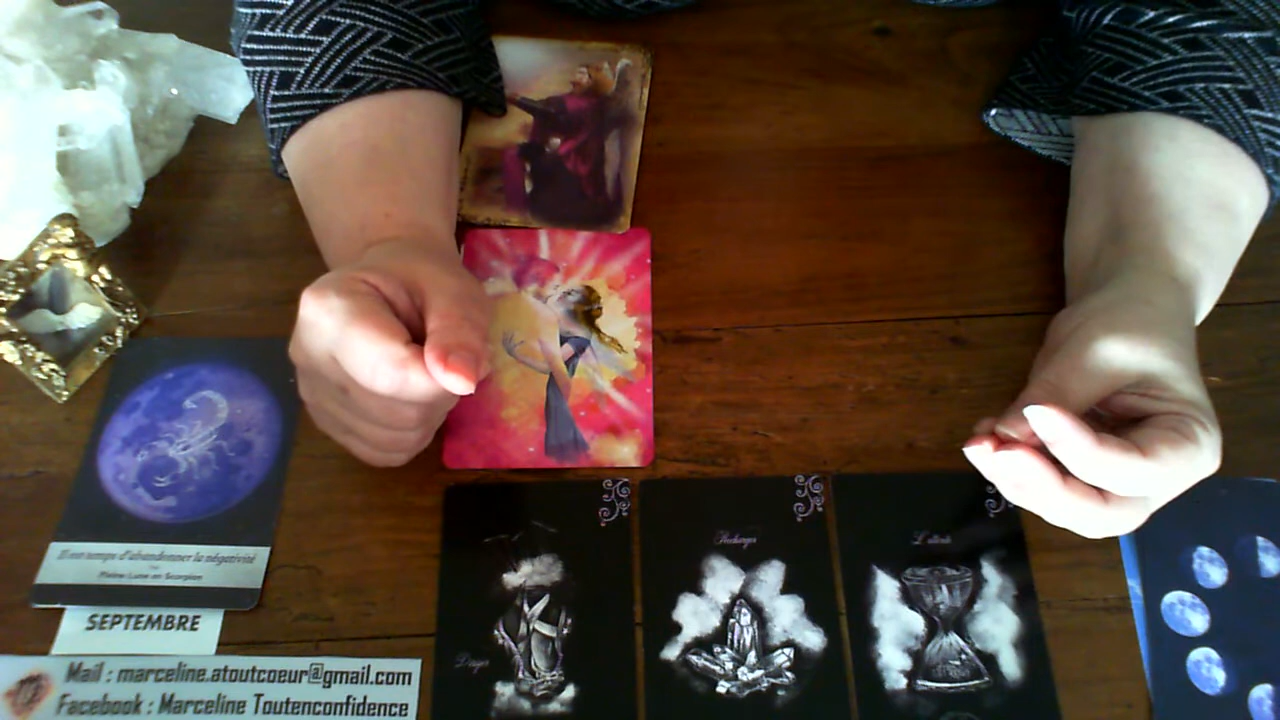 Il est temps d'abandonner la négativité
Pleine Lune en Scorpion
SEPTEMBRE
Mail : marceline.atoutcoeur@gmail.com
Facebook : Marceline Toutenconfidence
Recharger
L'attente